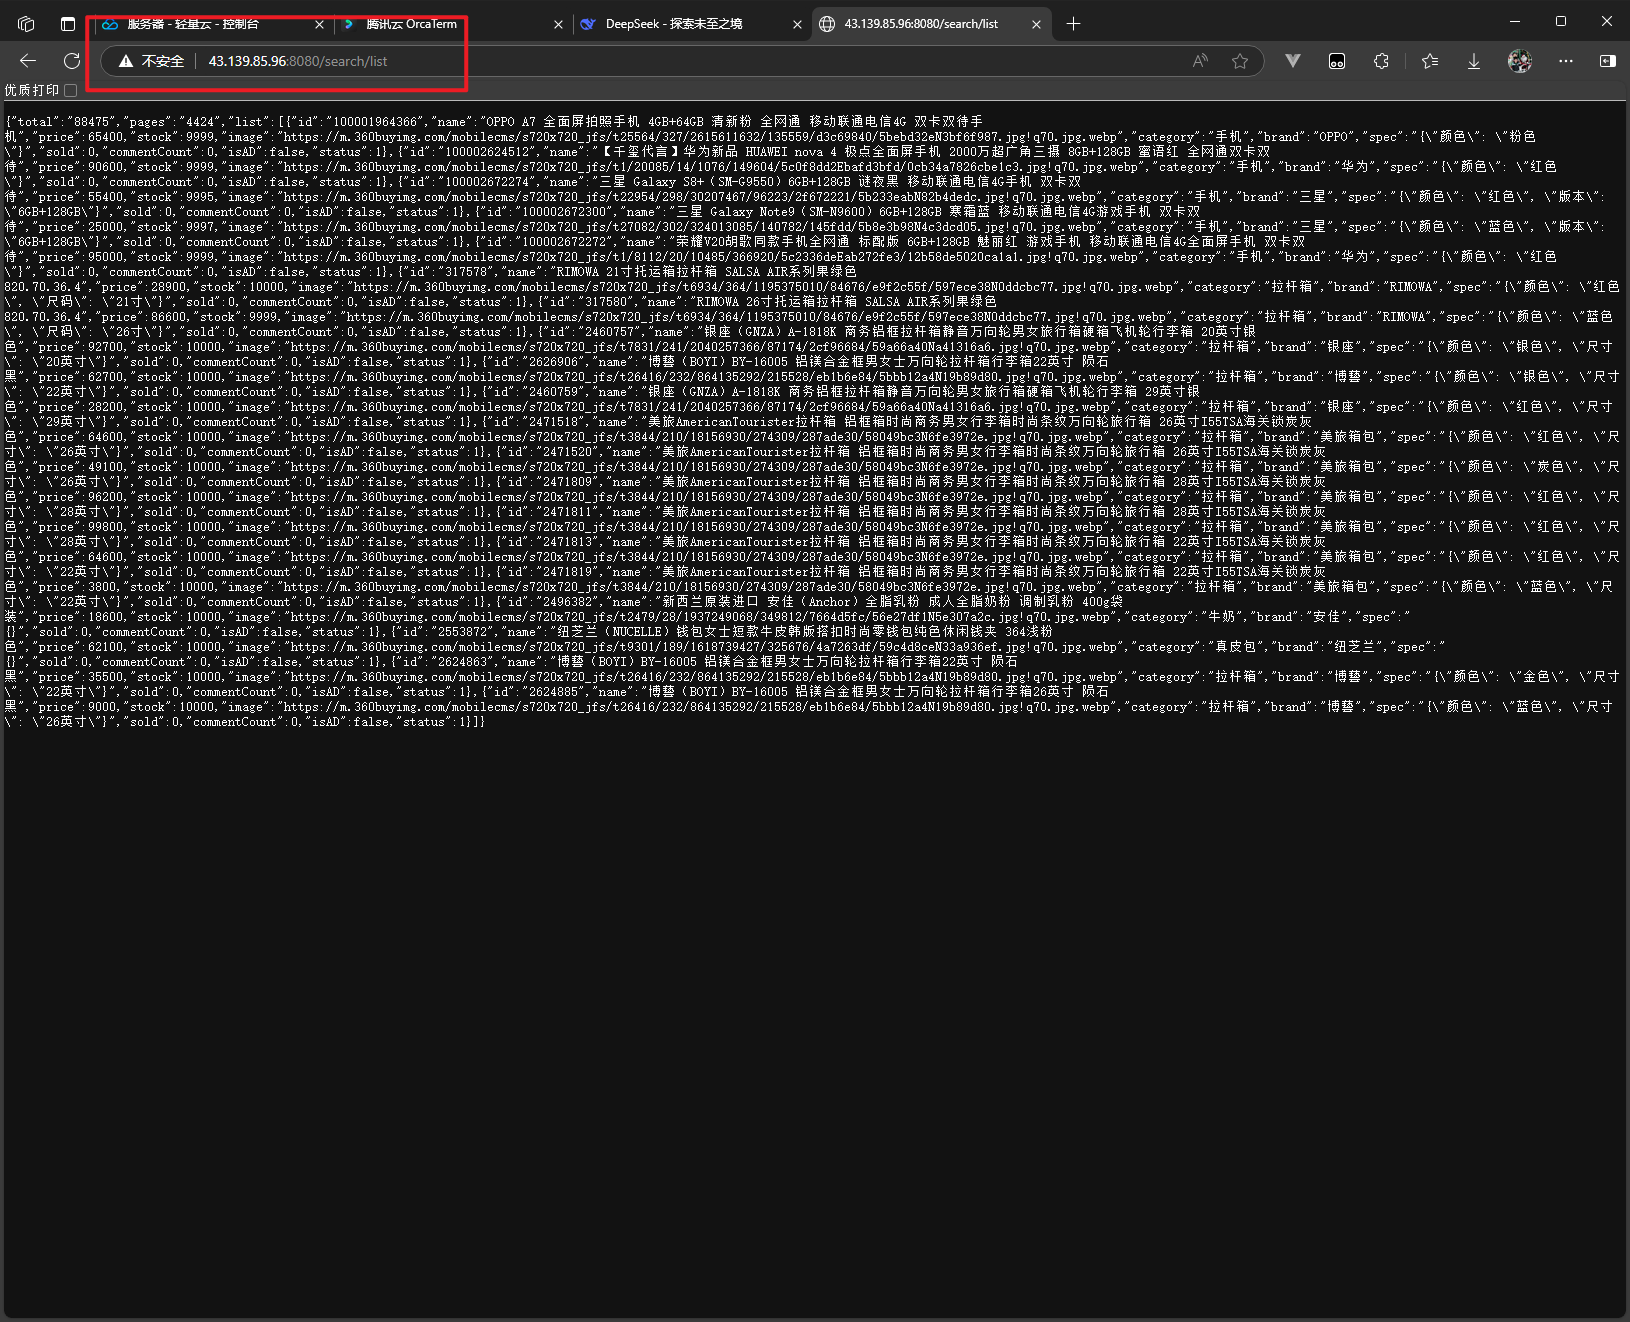 服务器 - 轻量云 - 控制台
腾讯云 OrcaTerm
DeepSeek - 探索未至之境
43.139.85.96:8080/search/list
不安全 43.139.85.96:8080/search/list
优质打印
{"total":"88475","pages":"4424","list":[{"id":"100001964366","name":"OPPO A7 全面屏拍照手机 4GB+64GB 清新粉 全网通 移动联通电信4G 双卡双待手
机","price":65400,"stock":9999,"image":"https://m.360buyimg.com/mobilecms/s720x720_jfs/t25564/327/2615611632/135559/d3c69840/5bebd32eN3bf6f987.jpg!q70.jpg.webp","category":"手机","brand":"OPPO","spec":"{\"颜色\": \"粉色
\"}","sold":0,"commentCount":0,"isAD":false,"status":1},{"id":"100002624512","name":"【千玺代言】华为新品 HUAWEI nova 4 极点全面屏手机 2000万超广角三摄 8GB+128GB 蜜语红 全网通双卡双
待","price":90600,"stock":9999,"image":"https://m.360buyimg.com/mobilecms/s720x720_jfs/t1/20085/14/1076/149604/5c0f8dd2Ebafd3bfd/0cb34a7826cbe1c3.jpg!q70.jpg.webp","category":"手机","brand":"华为","spec":"{\"颜色\": \"红色
\"}","sold":0,"commentCount":0,"isAD":false,"status":1},{"id":"100002672274","name":"三星 Galaxy S8+（SM-G9550）6GB+128GB 谜夜黑 移动联通电信4G手机 双卡双
待","price":55400,"stock":9995,"image":"https://m.360buyimg.com/mobilecms/s720x720_jfs/t22954/298/30207467/96223/2f672221/5b233eabN82b4dedc.jpg!q70.jpg.webp","category":"手机","brand":"三星","spec":"{\"颜色\": \"红色\", \"版本\":
\"6GB+128GB\"}","sold":0,"commentCount":0,"isAD":false,"status":1},{"id":"100002672300","name":"三星 Galaxy Note9（SM-N9600）6GB+128GB 寒霜蓝 移动联通电信4G游戏手机 双卡双
待","price":25000,"stock":9997,"image":"https://m.360buyimg.com/mobilecms/s720x720_jfs/t27082/302/324013085/140782/145fdd/5b8e3b98N4c3dcd05.jpg!q70.jpg.webp","category":"手机","brand":"三星","spec":"{\"颜色\": \"蓝色\", \"版本\":
\"6GB+128GB\"}","sold":0,"commentCount":0,"isAD":false,"status":1},{"id":"100002672272","name":"荣耀V20胡歌同款手机全网通 标配版 6GB+128GB 魅丽红 游戏手机 移动联通电信4G全面屏手机 双卡双
待","price":95000,"stock":9999,"image":"https://m.360buyimg.com/mobilecms/s720x720_jfs/t1/8112/20/10485/366920/5c2336deEab272fe3/12b58de5020ca1a1.jpg!q70.jpg.webp","category":"手机","brand":"华为","spec":"{\"颜色\": \"红色
\"}","sold":0,"commentCount":0,"isAD":false,"status":1},{"id":"317578","name":"RIMOWA 21寸托运箱拉杆箱 SALSA AIR系列果绿色
820.70.36.4","price":28900,"stock":10000,"image":"https://m.360buyimg.com/mobilecms/s720x720_jfs/t6934/364/1195375010/84676/e9f2c55f/597ece38N0ddcbc77.jpg!q70.jpg.webp","category":"拉杆箱","brand":"RIMOWA","spec":"{\"颜色\": \"红色
\", \"尺码\": \"21寸\"}","sold":0,"commentCount":0,"isAD":false,"status":1},{"id":"317580","name":"RIMOWA 26寸托运箱拉杆箱 SALSA AIR系列果绿色
820.70.36.4","price":86600,"stock":9999,"image":"https://m.360buyimg.com/mobilecms/s720x720_jfs/t6934/364/1195375010/84676/e9f2c55f/597ece38N0ddcbc77.jpg!q70.jpg.webp","category":"拉杆箱","brand":"RIMOWA","spec":"{\"颜色\": \"蓝色
\", \"尺码\": \"26寸\"}","sold":0,"commentCount":0,"isAD":false,"status":1},{"id":"2460757","name":"银座（GNZA）A-1818K 商务铝框拉杆箱静音万向轮男女旅行箱硬箱飞机轮行李箱 20英寸银
色","price":92700,"stock":10000,"image":"https://m.360buyimg.com/mobilecms/s720x720_jfs/t7831/241/2040257366/87174/2cf96684/59a66a40Na41316a6.jpg!q70.jpg.webp","category":"拉杆箱","brand":"银座","spec":"{\"颜色\": \"银色\", \"尺寸
\": \"20英寸\"}","sold":0,"commentCount":0,"isAD":false,"status":1},{"id":"2626906","name":"博藝（BOYI）BY-16005 铝镁合金框男女士万向轮拉杆箱行李箱22英寸 陨石
黑","price":62700,"stock":10000,"image":"https://m.360buyimg.com/mobilecms/s720x720_jfs/t26416/232/864135292/215528/eb1b6e84/5bbb12a4N19b89d80.jpg!q70.jpg.webp","category":"拉杆箱","brand":"博藝","spec":"{\"颜色\": \"银色\", \"尺寸
\": \"22英寸\"}","sold":0,"commentCount":0,"isAD":false,"status":1},{"id":"2460759","name":"银座（GNZA）A-1818K 商务铝框拉杆箱静音万向轮男女旅行箱硬箱飞机轮行李箱 29英寸银
色","price":28200,"stock":10000,"image":"https://m.360buyimg.com/mobilecms/s720x720_jfs/t7831/241/2040257366/87174/2cf96684/59a66a40Na41316a6.jpg!q70.jpg.webp","category":"拉杆箱","brand":"银座","spec":"{\"颜色\": \"红色\", \"尺寸
\": \"29英寸\"}","sold":0,"commentCount":0,"isAD":false,"status":1},{"id":"2471518","name":"美旅AmericanTourister拉杆箱 铝框箱时尚商务男女行李箱时尚条纹万向轮旅行箱 26英寸I55TSA海关锁炭灰
色","price":64600,"stock":10000,"image":"https://m.360buyimg.com/mobilecms/s720x720_jfs/t3844/210/18156930/274309/287ade30/58049bc3N6fe3972e.jpg!q70.jpg.webp","category":"拉杆箱","brand":"美旅箱包","spec":"{\"颜色\": \"红色\", \"尺
寸\": \"26英寸\"}","sold":0,"commentCount":0,"isAD":false,"status":1},{"id":"2471520","name":"美旅AmericanTourister拉杆箱 铝框箱时尚商务男女行李箱时尚条纹万向轮旅行箱 26英寸I55TSA海关锁炭灰
色","price":49100,"stock":10000,"image":"https://m.360buyimg.com/mobilecms/s720x720_jfs/t3844/210/18156930/274309/287ade30/58049bc3N6fe3972e.jpg!q70.jpg.webp","category":"拉杆箱","brand":"美旅箱包","spec":"{\"颜色\": \"炭色\", \"尺
寸\": \"26英寸\"}","sold":0,"commentCount":0,"isAD":false,"status":1},{"id":"2471809","name":"美旅AmericanTourister拉杆箱 铝框箱时尚商务男女行李箱时尚条纹万向轮旅行箱 28英寸I55TSA海关锁炭灰
色","price":96200,"stock":10000,"image":"https://m.360buyimg.com/mobilecms/s720x720_jfs/t3844/210/18156930/274309/287ade30/58049bc3N6fe3972e.jpg!q70.jpg.webp","category":"拉杆箱","brand":"美旅箱包","spec":"{\"颜色\": \"红色\", \"尺
寸\": \"28英寸\"}","sold":0,"commentCount":0,"isAD":false,"status":1},{"id":"2471811","name":"美旅AmericanTourister拉杆箱 铝框箱时尚商务男女行李箱时尚条纹万向轮旅行箱 28英寸I55TSA海关锁炭灰
色","price":99800,"stock":10000,"image":"https://m.360buyimg.com/mobilecms/s720x720_jfs/t3844/210/18156930/274309/287ade30/58049bc3N6fe3972e.jpg!q70.jpg.webp","category":"拉杆箱","brand":"美旅箱包","spec":"{\"颜色\": \"红色\", \"尺
寸\": \"28英寸\"}","sold":0,"commentCount":0,"isAD":false,"status":1},{"id":"2471813","name":"美旅AmericanTourister拉杆箱 铝框箱时尚商务男女行李箱时尚条纹万向轮旅行箱 22英寸I55TSA海关锁炭灰
色","price":64600,"stock":10000,"image":"https://m.360buyimg.com/mobilecms/s720x720_jfs/t3844/210/18156930/274309/287ade30/58049bc3N6fe3972e.jpg!q70.jpg.webp","category":"拉杆箱","brand":"美旅箱包","spec":"{\"颜色\": \"红色\", \"尺
寸\": \"22英寸\"}","sold":0,"commentCount":0,"isAD":false,"status":1},{"id":"2471819","name":"美旅AmericanTourister拉杆箱 铝框箱时尚商务男女行李箱时尚条纹万向轮旅行箱 22英寸I55TSA海关锁炭灰
色","price":3800,"stock":10000,"image":"https://m.360buyimg.com/mobilecms/s720x720_jfs/t3844/210/18156930/274309/287ade30/58049bc3N6fe3972e.jpg!q70.jpg.webp","category":"拉杆箱","brand":"美旅箱包","spec":"{\"颜色\": \"蓝色\", \"尺
寸\": \"22英寸\"}","sold":0,"commentCount":0,"isAD":false,"status":1},{"id":"2496382","name":"新西兰原装进口 安佳（Anchor）全脂乳粉 成人全脂奶粉 调制乳粉 400g袋
装","price":18600,"stock":10000,"image":"https://m.360buyimg.com/mobilecms/s720x720_jfs/t2479/28/1937249068/349812/7664d5fc/56e27df1N5e307a2c.jpg!q70.jpg.webp","category":"牛奶","brand":"安佳","spec":"
{}","sold":0,"commentCount":0,"isAD":false,"status":1},{"id":"2553872","name":"纽芝兰（NUCELLE）钱包女士短款牛皮韩版搭扣时尚零钱包纯色休闲钱夹 364浅粉
色","price":62100,"stock":10000,"image":"https://m.360buyimg.com/mobilecms/s720x720_jfs/t9301/189/1618739427/325676/4a7263df/59c4d8ceN33a936ef.jpg!q70.jpg.webp","category":"真皮包","brand":"纽芝兰","spec":"
{}","sold":0,"commentCount":0,"isAD":false,"status":1},{"id":"2624863","name":"博藝（BOYI）BY-16005 铝镁合金框男女士万向轮拉杆箱行李箱22英寸 陨石
黑","price":35500,"stock":10000,"image":"https://m.360buyimg.com/mobilecms/s720x720_jfs/t26416/232/864135292/215528/eb1b6e84/5bbb12a4N19b89d80.jpg!q70.jpg.webp","category":"拉杆箱","brand":"博藝","spec":"{\"颜色\": \"金色\", \"尺寸
\": \"22英寸\"}","sold":0,"commentCount":0,"isAD":false,"status":1},{"id":"2624885","name":"博藝（BOYI）BY-16005 铝镁合金框男女士万向轮拉杆箱行李箱26英寸 陨石
黑","price":9000,"stock":10000,"image":"https://m.360buyimg.com/mobilecms/s720x720_jfs/t26416/232/864135292/215528/eb1b6e84/5bbb12a4N19b89d80.jpg!q70.jpg.webp","category":"拉杆箱","brand":"博藝","spec":"{\"颜色\": \"蓝色\", \"尺寸
\": \"26英寸\"}","sold":0,"commentCount":0,"isAD":false,"status":1}]}